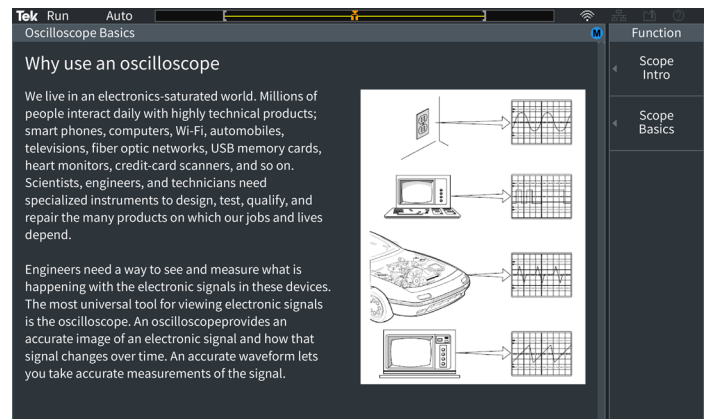 Tek Run Auto
T
Oscilloscope Basics
M
Function
Why use an oscilloscope
Scope
Intro
We live in an electronics-saturated world. Millions of
people interact daily with highly technical products;
smart phones, computers, Wi-Fi, automobiles,
televisions, fiber optic networks, USB memory cards,
heart monitors, credit-card scanners, and so on.
Scientists, engineers, and technicians need
specialized instruments to design, test, qualify, and
repair the many products on which our jobs and lives
depend.
Scope
Basics
Engineers need a way to see and measure what is
happening with the electronic signals in these devices.
The most universal tool for viewing electronic signals
is the oscilloscope. An oscilloscopeprovides an
accurate image of an electronic signal and how that
signal changes over time. An accurate waveform lets
you take accurate measurements of the signal.